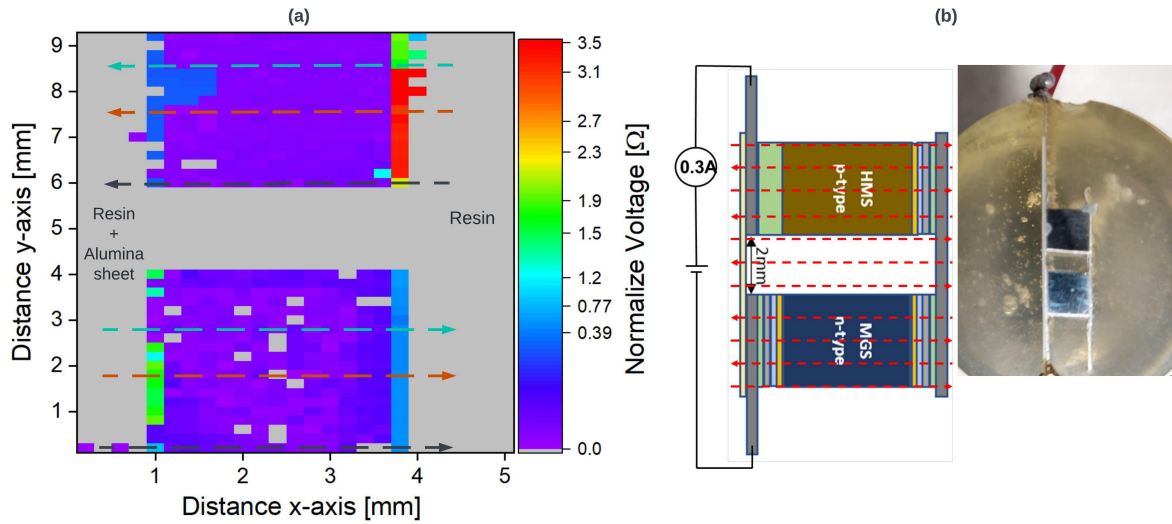 (a)
(b)
9
8
7
6
5
4
3
2
1
Distance y-axis [mm]
Resin
+
Alumina
sheet
Resin
1
2
3
4
5
Distance x-axis [mm]
3.5
3.1
2.7
2.3
1.9
1.6
1.2
0.77
0.39
0.0
Normalize Voltage [Ω]
0.3A
HMS
p-type
2mm
MGS
n-type